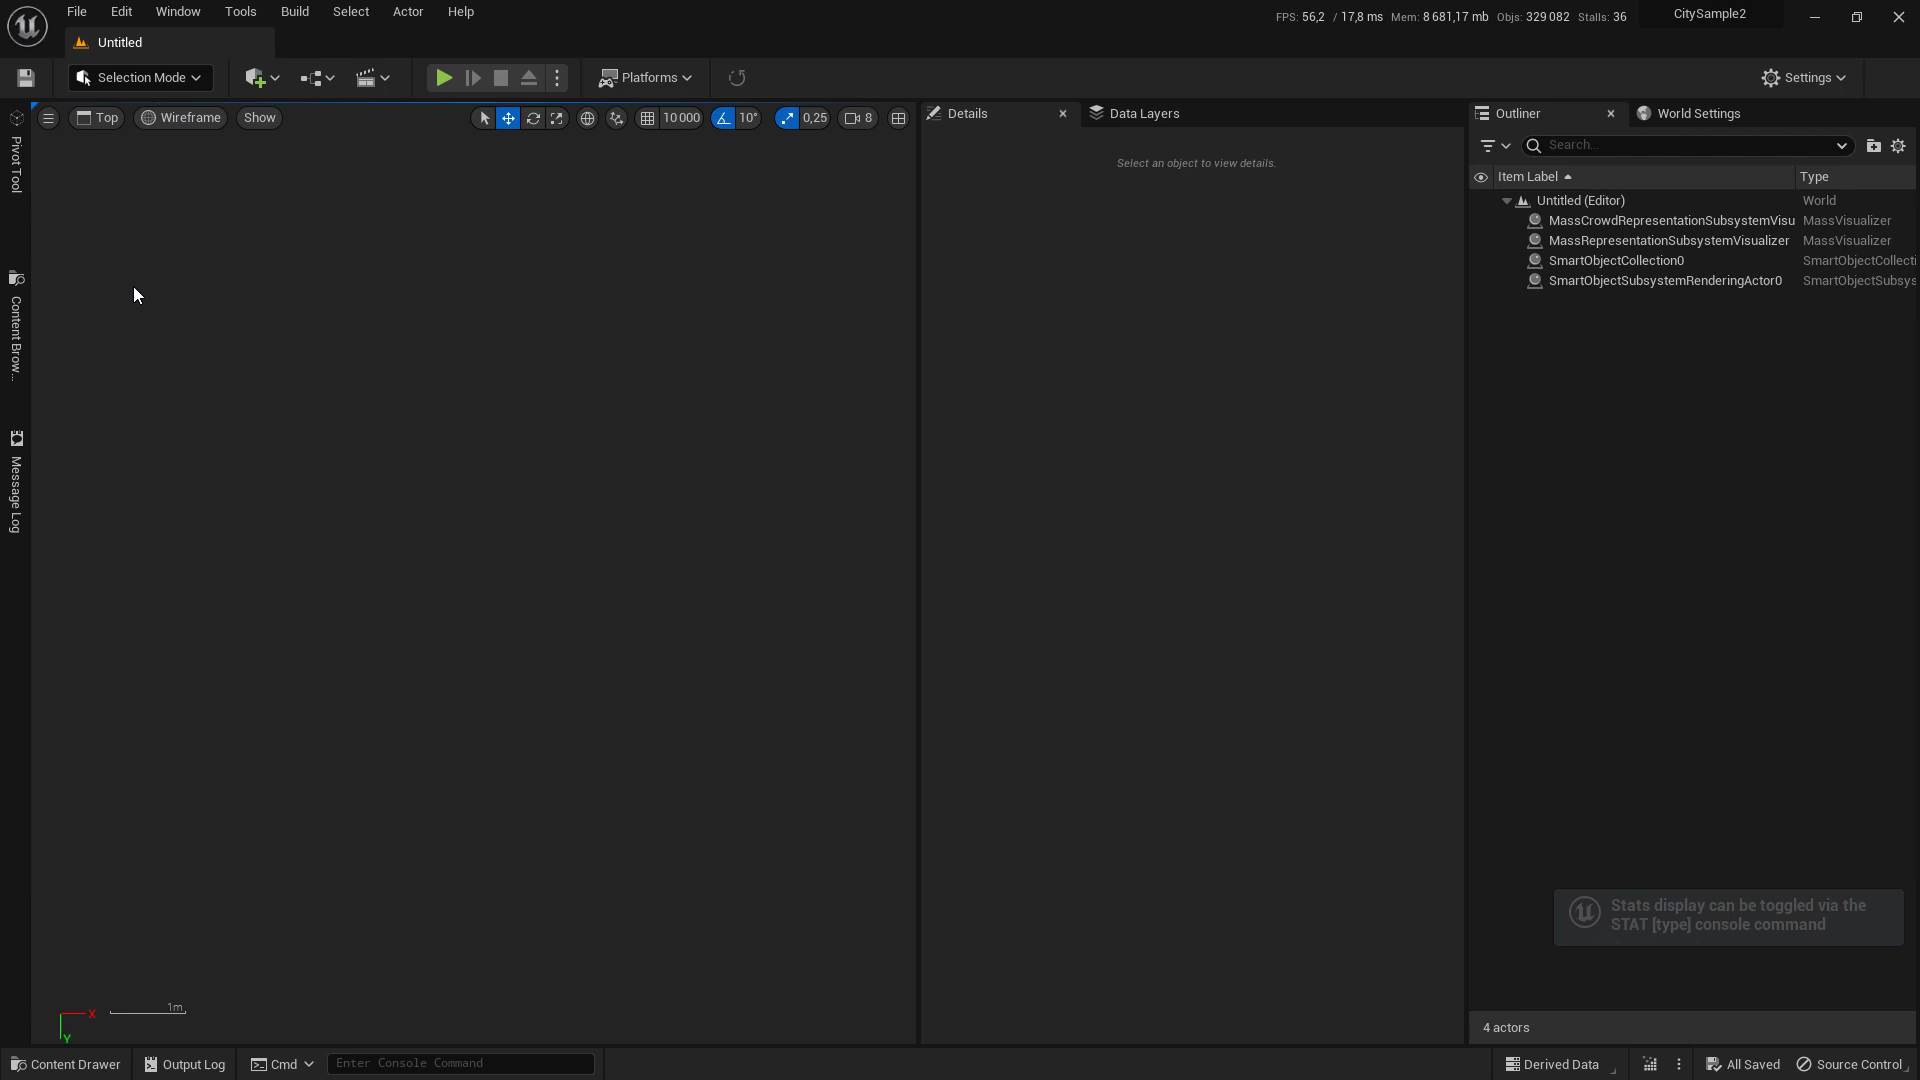 File Edit Window Tools Build Select Actor Help
FPS: 56,2 / 17,8 ms Mem: 8 681,17 mb Objs: 329 082 Stalls: 36
CitySample2
Untitled
Selection Mode
Platforms
Settings
Top Wireframe Show
10 000 10° 0,25 8
Details
Data Layers
Outliner
World Settings
Select an object to view details.
Search...
Item Label Type
Untitled (Editor) World
MassCrowdRepresentationSubsystemVisu MassVisualizer
MassRepresentationSubsystemVisualizer MassVisualizer
SmartObjectCollection0 SmartObjectCollecti
SmartObjectSubsystemRenderingActor0 SmartObjectSubsys
Pivot Tool
Content Brow...
Message Log
Stats display can be toggled via the
STAT [type] console command
1m
X
Y
4 actors
Content Drawer Output Log Cmd Enter Console Command
Derived Data All Saved Source Control